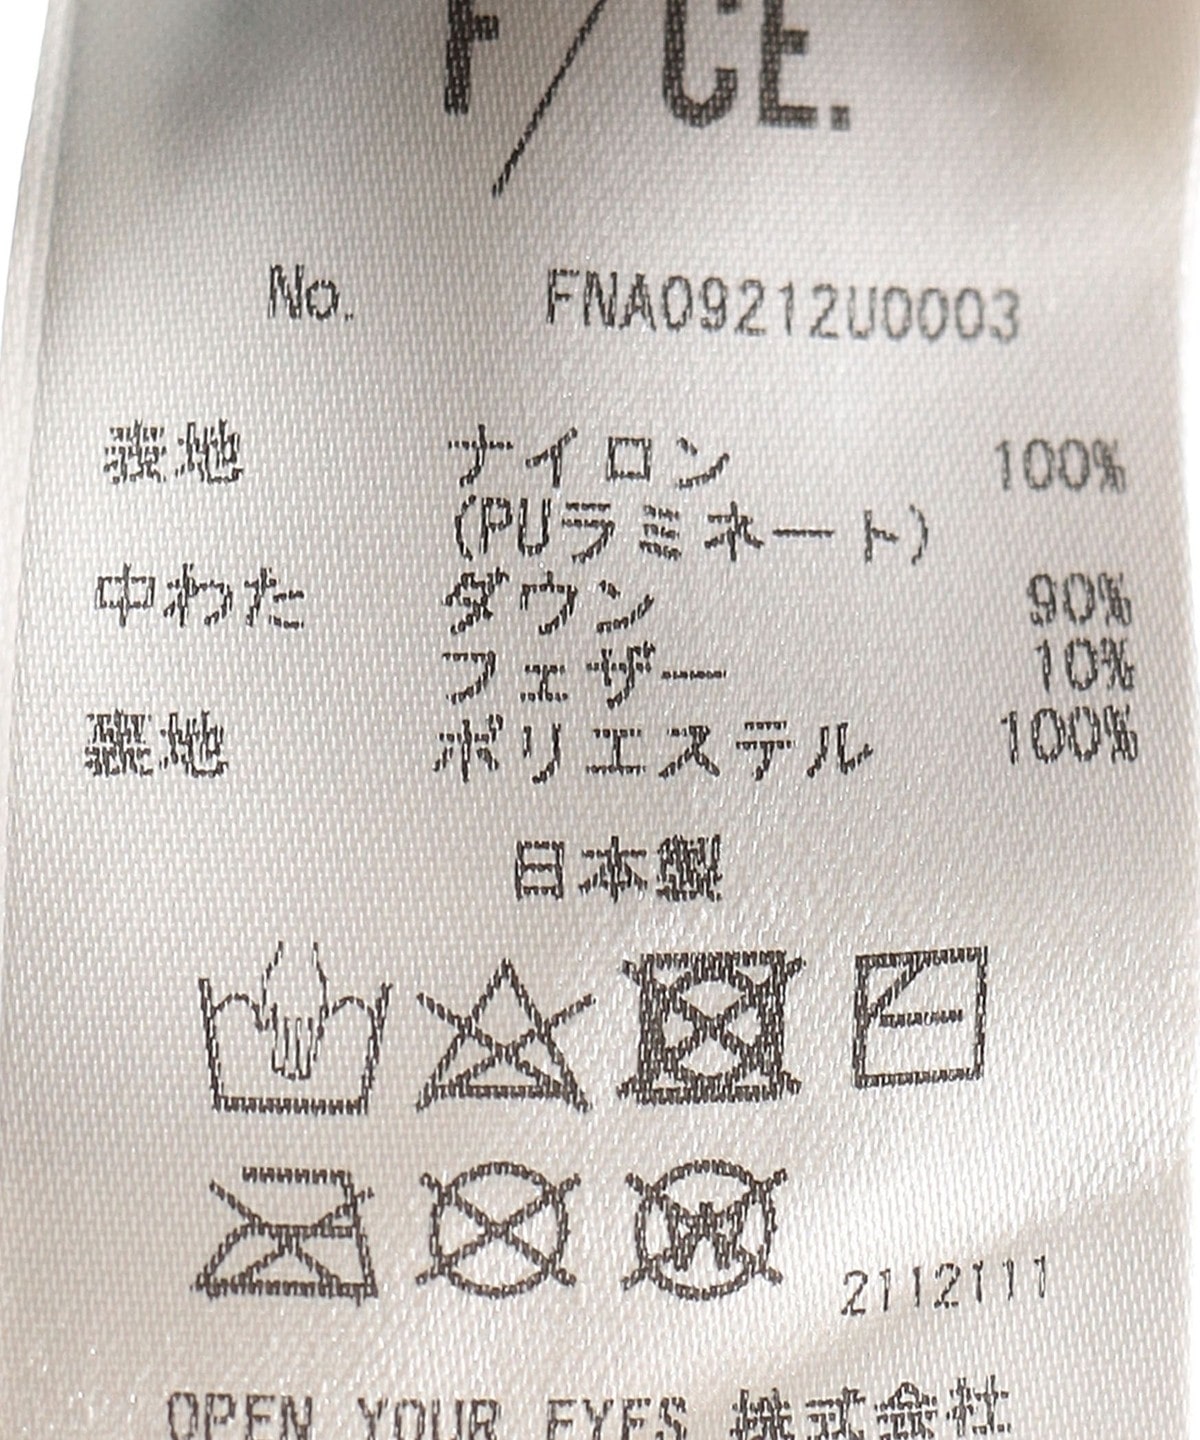 F/CE.
No. FNA09212U0003
表地 ナイロン 100%
(PUラミネート)
中わた ダウン 90%
フェザー 10%
裏地 ポリエステル 100%
日本製
2112111
OPEN YOUR EYES 株式会社